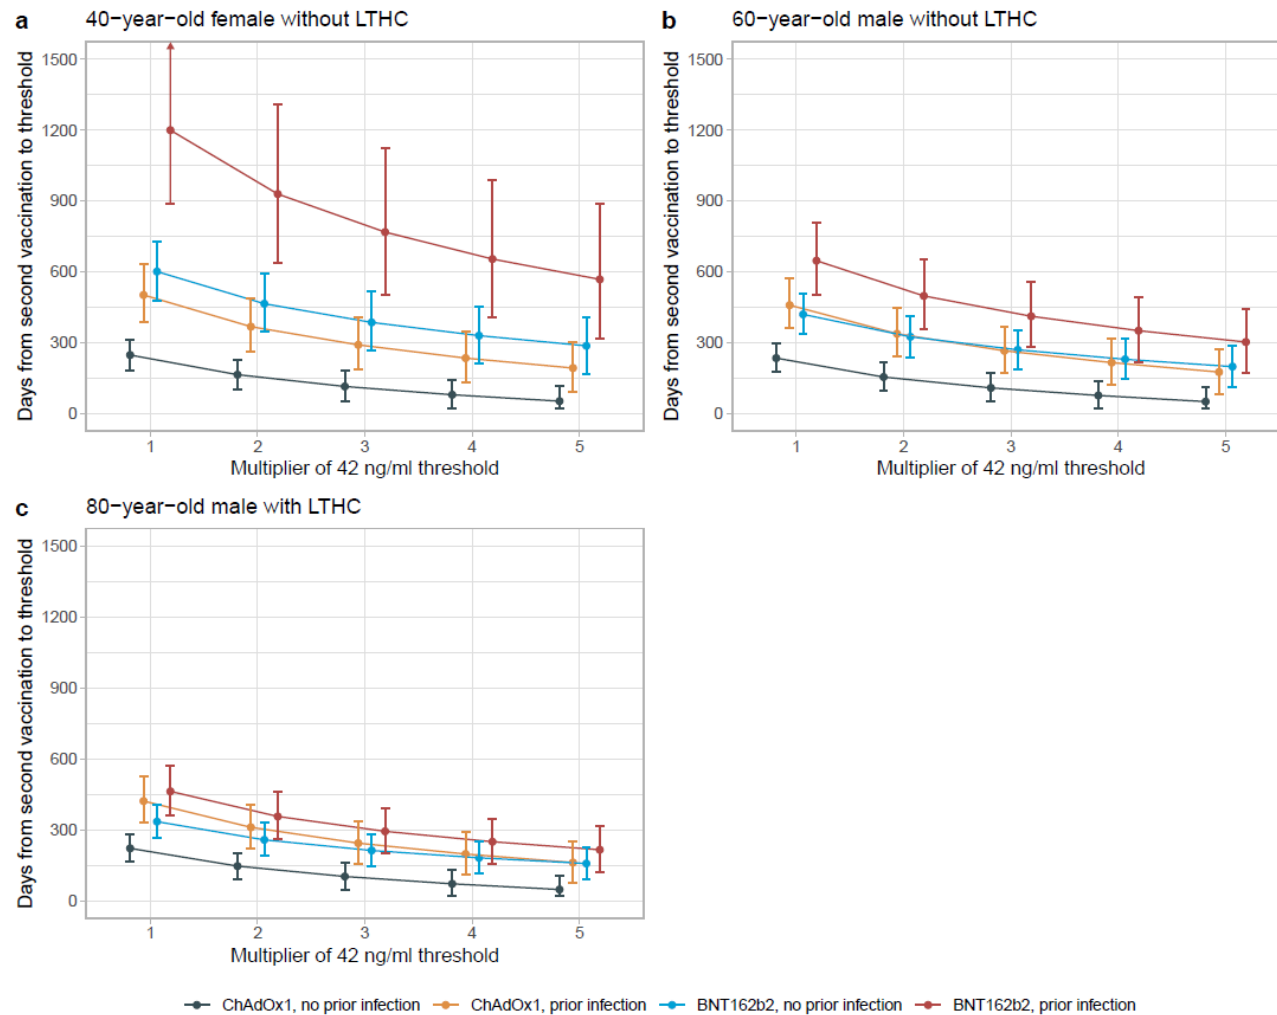 a 40−year−old female without LTHC
Days from second vaccination to threshold
1500
1200
900
600
300
0
1 2 3 4 5
Multiplier of 42 ng/ml threshold
b 60−year−old male without LTHC
Days from second vaccination to threshold
1500
1200
900
600
300
0
1 2 3 4 5
Multiplier of 42 ng/ml threshold
c 80−year−old male with LTHC
Days from second vaccination to threshold
1500
1200
900
600
300
0
1 2 3 4 5
Multiplier of 42 ng/ml threshold
ChAdOx1, no prior infection ChAdOx1, prior infection BNT162b2, no prior infection BNT162b2, prior infection